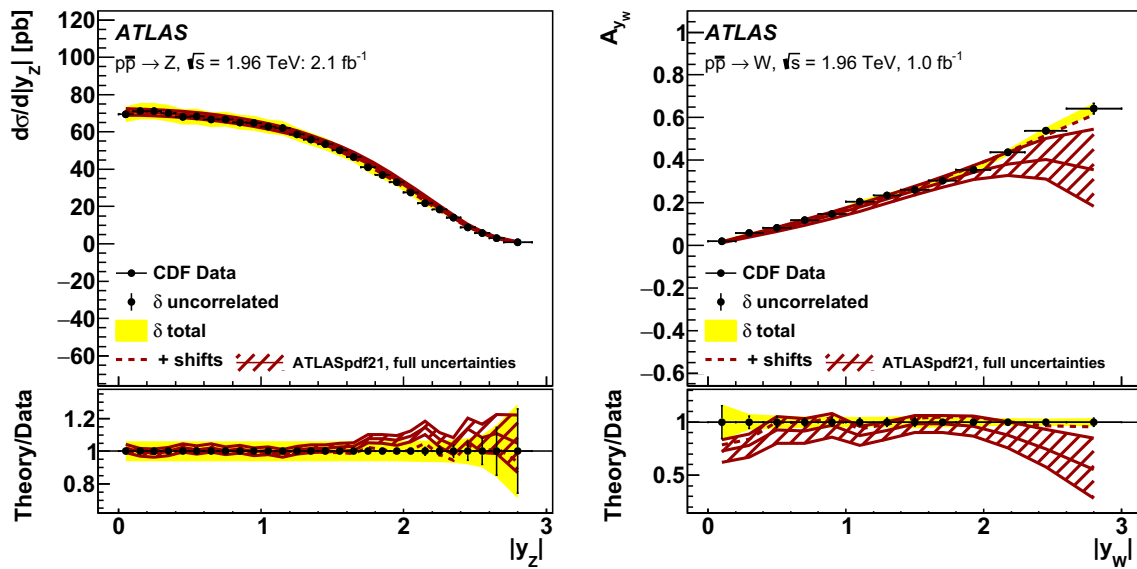 ATLAS
pp̅ → Z, √s = 1.96 TeV: 2.1 fb⁻¹
dσ/d|y_Z| [pb]
120
100
80
60
40
20
0
−20
−40
−60
CDF Data
δ uncorrelated
δ total
+ shifts
ATLASpdf21, full uncertainties
Theory/Data
1.2
1
0.8
0 1 2 3
|y_Z|
ATLAS
pp̅ → W, √s = 1.96 TeV, 1.0 fb⁻¹
A_y_W
1
0.8
0.6
0.4
0.2
0
−0.2
−0.4
−0.6
CDF Data
δ uncorrelated
δ total
+ shifts
ATLASpdf21, full uncertainties
Theory/Data
1
0.5
0 1 2 3
|y_W|